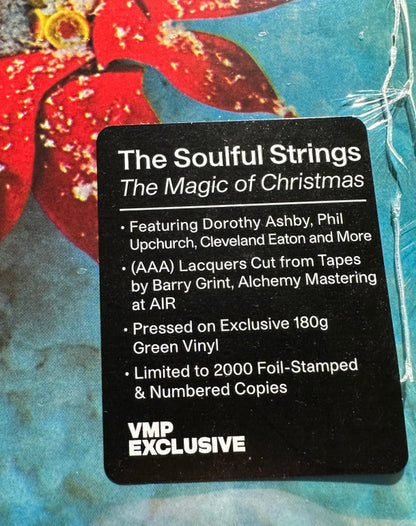 The Soulful Strings
The Magic of Christmas
• Featuring Dorothy Ashby, Phil
Upchurch, Cleveland Eaton and More
• (AAA) Lacquers Cut from Tapes
by Barry Grint, Alchemy Mastering
at AIR
• Pressed on Exclusive 180g
Green Vinyl
• Limited to 2000 Foil-Stamped
& Numbered Copies
VMP
EXCLUSIVE